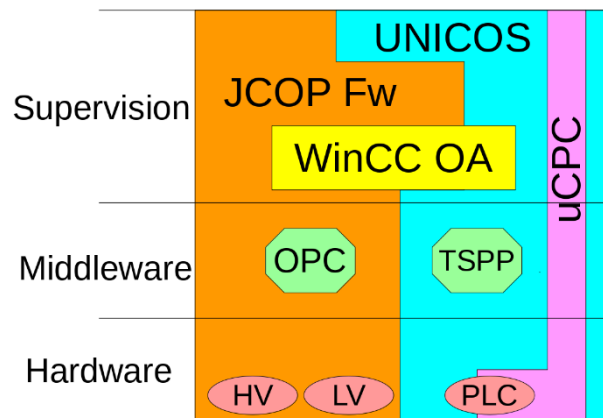 UNICOS
JCOP Fw
Supervision
WinCC OA
uCPC
Middleware
OPC
TSPP
Hardware
HV
LV
PLC